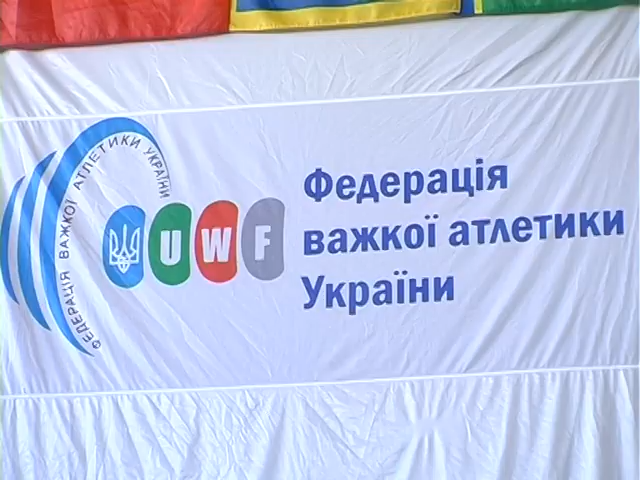 ФЕДЕРАЦІЯ ВАЖКОЇ АТЛЕТИКИ УКРАЇНИ
UWF
Федерація
важкої атлетики
України